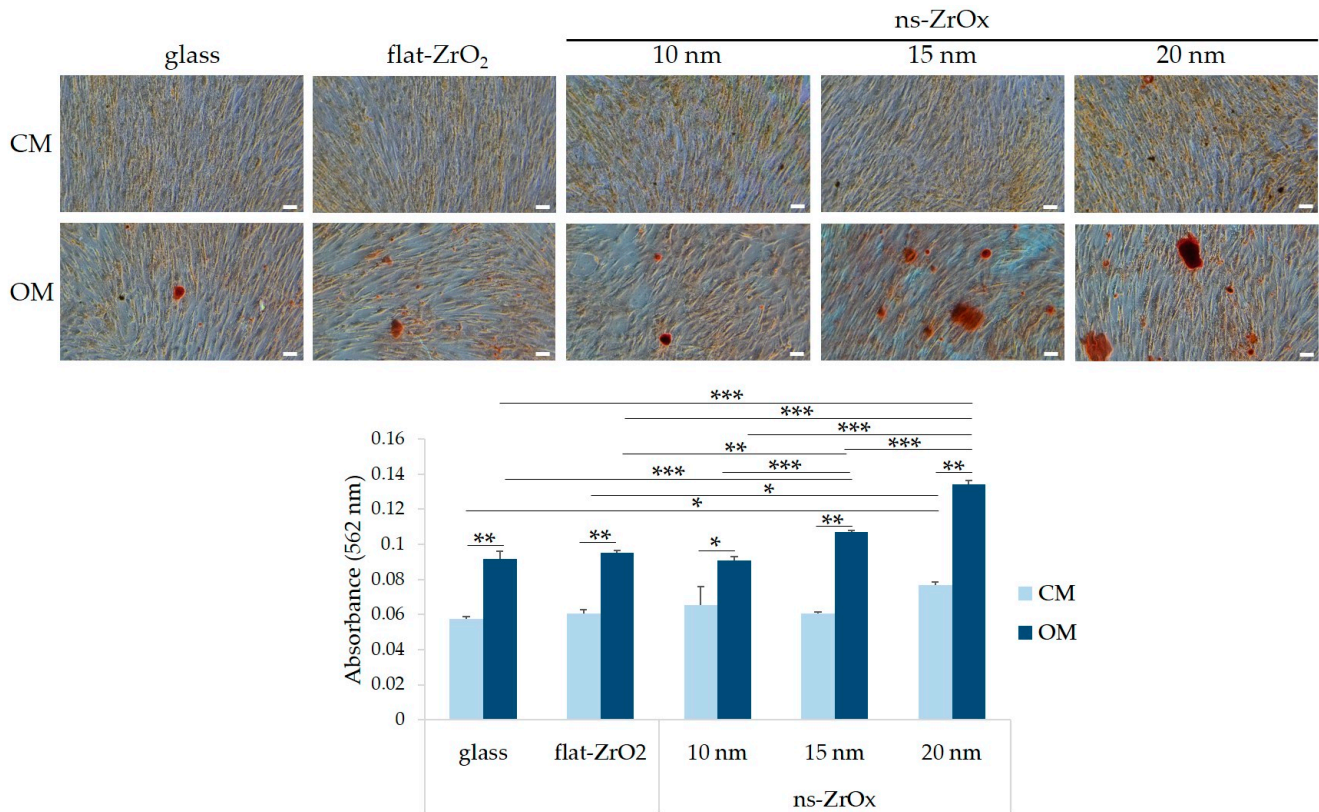 ns-ZrOx
glass flat-ZrO₂ 10 nm 15 nm 20 nm
CM
OM
***
***
***
** ***
*** ***
*
*
** ** * ** **
Absorbance (562 nm)
0.16
0.14
0.12
0.1
0.08
0.06
0.04
0.02
0
CM
OM
glass flat-ZrO2 10 nm 15 nm 20 nm
ns-ZrOx